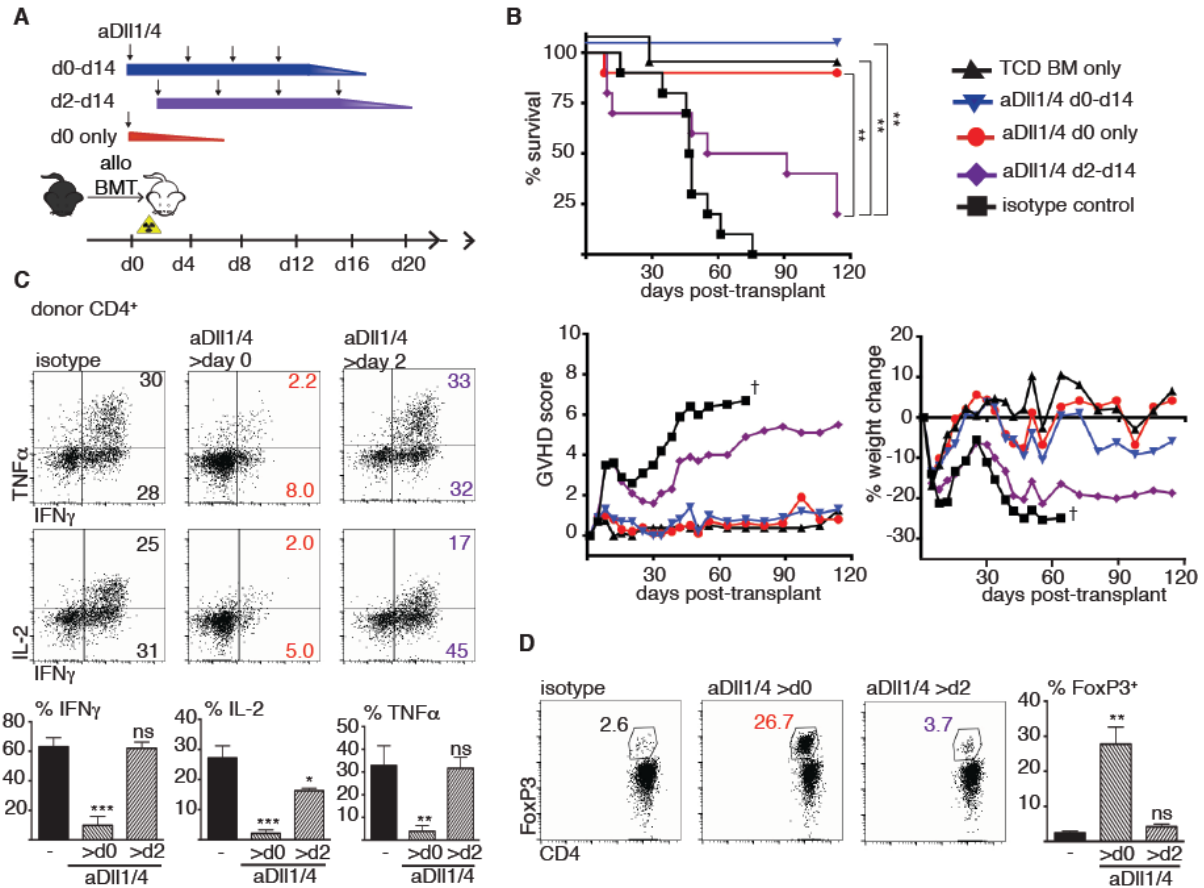 A
aDll1/4
d0-d14
d2-d14
d0 only
allo
BMT
d0 d4 d8 d12 d16 d20
B
% survival
100
75
50
25
30 60 90 120
days post-transplant
**
**
**
TCD BM only
aDll1/4 d0-d14
aDll1/4 d0 only
aDll1/4 d2-d14
isotype control
GVHD score
10
8
6
4
2
0
†
30 60 90 120
days post-transplant
% weight change
20
10
0
-10
-20
-30
†
0 30 60 90 120
days post-transplant
C
donor CD4⁺
isotype
aDll1/4
>day 0
aDll1/4
>day 2
30
28
2.2
8.0
33
32
TNFα
IFNγ
25
31
2.0
5.0
17
45
IL-2
IFNγ
% IFNγ
80
60
40
20
***
ns
- >d0 >d2
aDll1/4
% IL-2
40
30
20
10
***
*
- >d0 >d2
aDll1/4
% TNFα
50
40
30
20
10
**
ns
- >d0 >d2
aDll1/4
D
isotype
aDll1/4 >d0
aDll1/4 >d2
2.6
26.7
3.7
FoxP3
CD4
% FoxP3⁺
40
30
20
10
**
ns
- >d0 >d2
aDll1/4